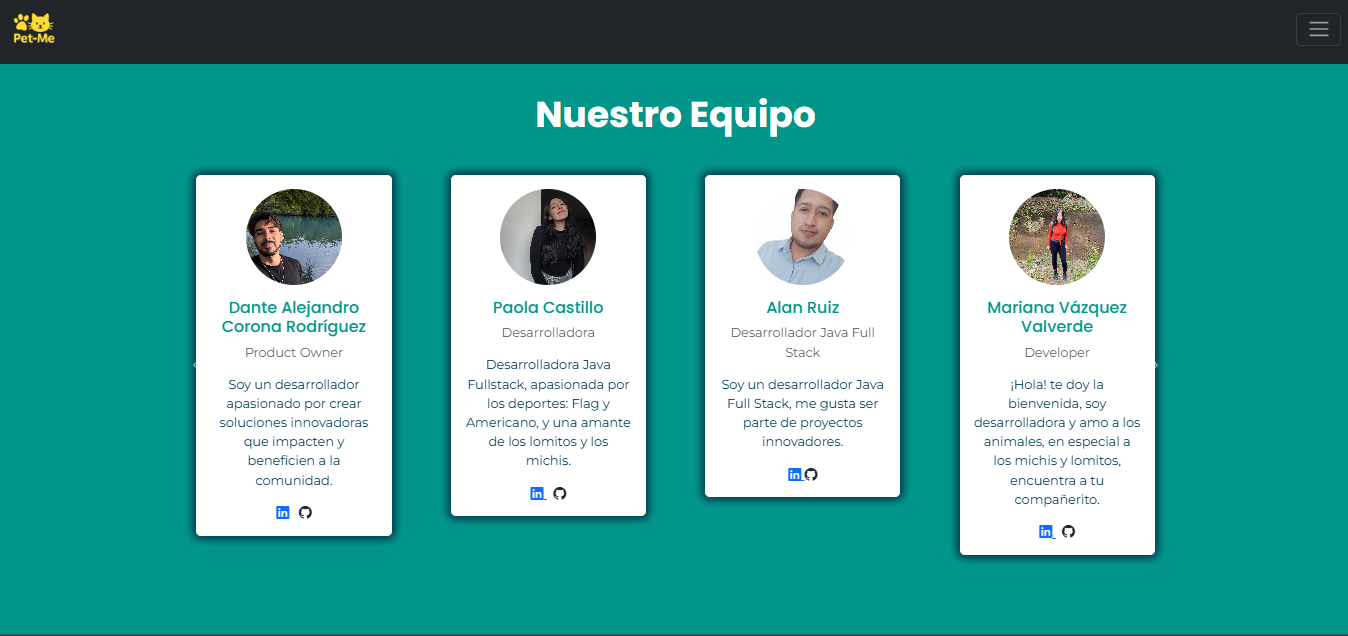 Pet-Me
Nuestro Equipo
Dante Alejandro
Corona Rodríguez
Product Owner
Soy un desarrollador
apasionado por crear
soluciones innovadoras
que impacten y
beneficien a la
comunidad.
Paola Castillo
Desarrolladora
Desarrolladora Java
Fullstack, apasionada por
los deportes: Flag y
Americano, y una amante
de los lomitos y los
michis.
Alan Ruiz
Desarrollador Java Full
Stack
Soy un desarrollador Java
Full Stack, me gusta ser
parte de proyectos
innovadores.
Mariana Vázquez
Valverde
Developer
¡Hola! te doy la
bienvenida, soy
desarrolladora y amo a los
animales, en especial a
los michis y lomitos,
encuentra a tu
compañerito.